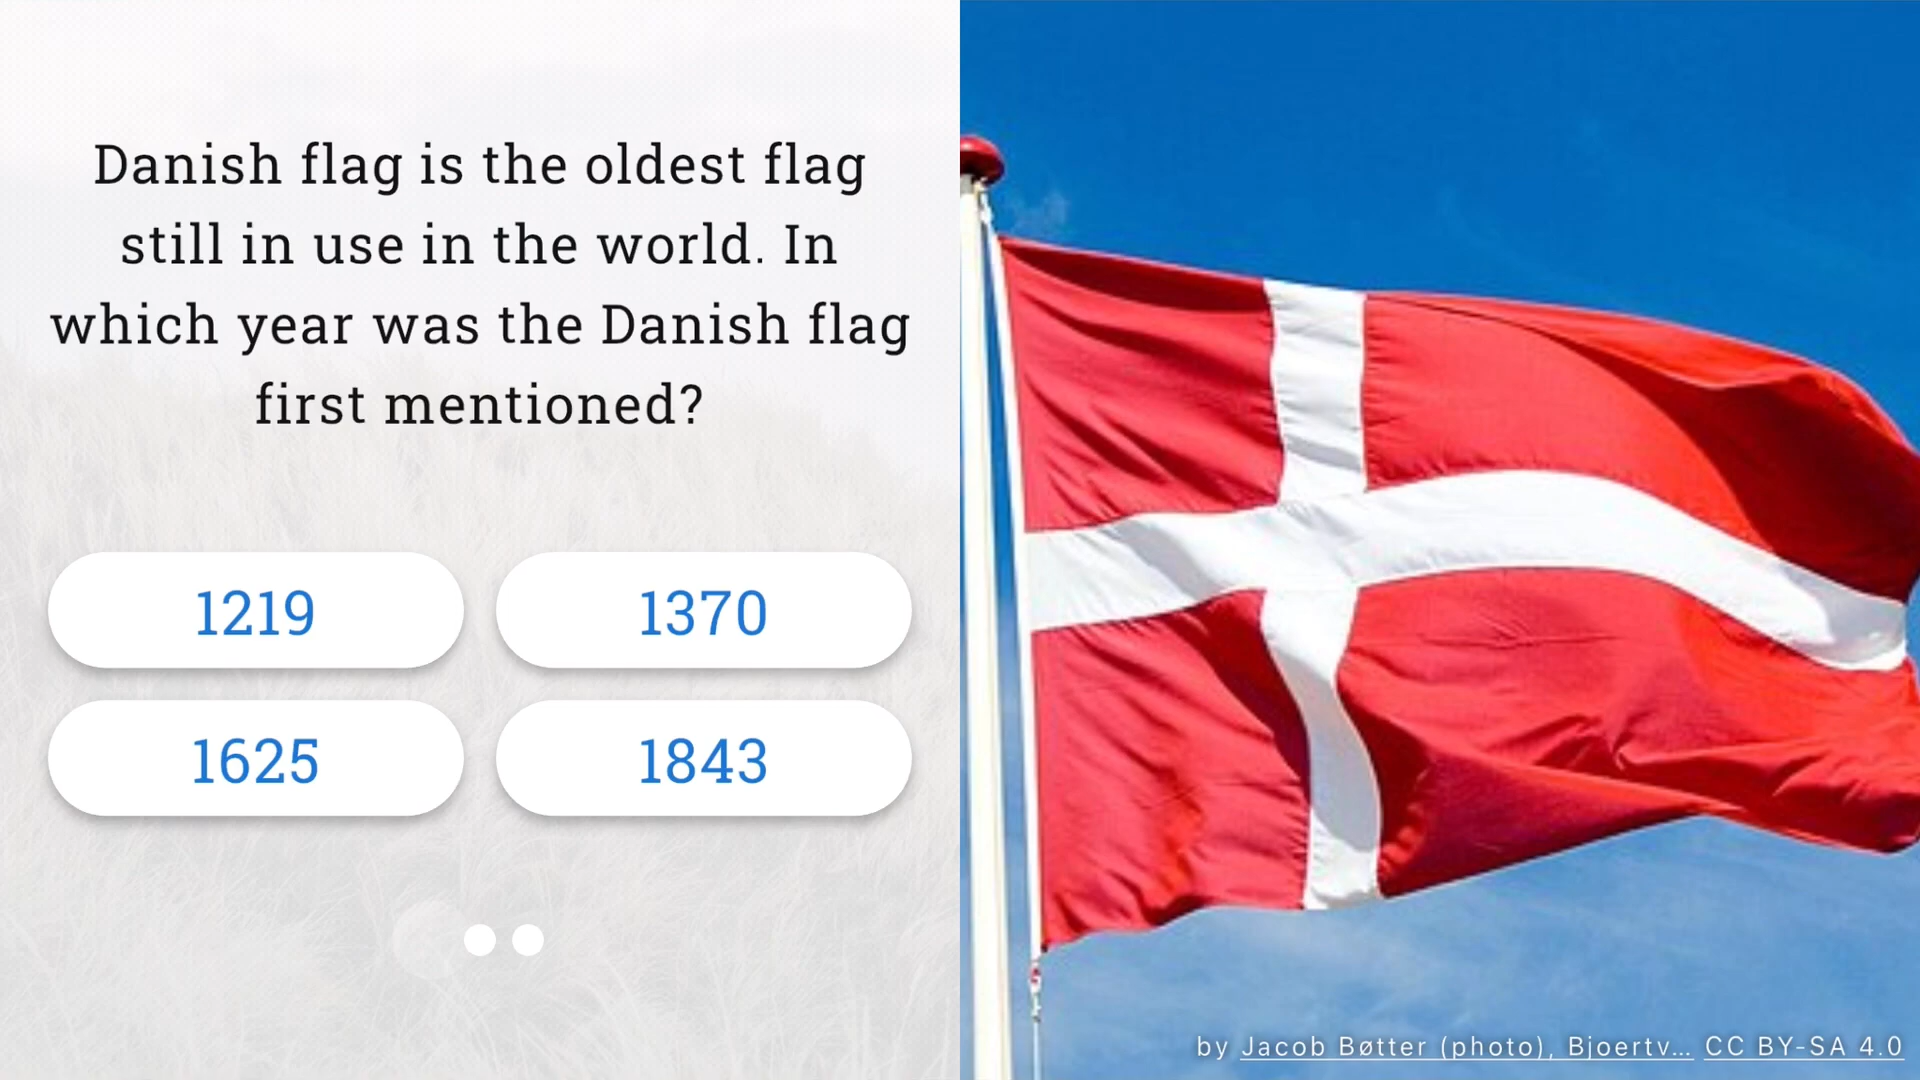 Danish flag is the oldest flag
still in use in the world. In
which year was the Danish flag
first mentioned?
1219
1370
1625
1843
by Jacob Bøtter (photo), Bjoertv... CC BY-SA 4.0